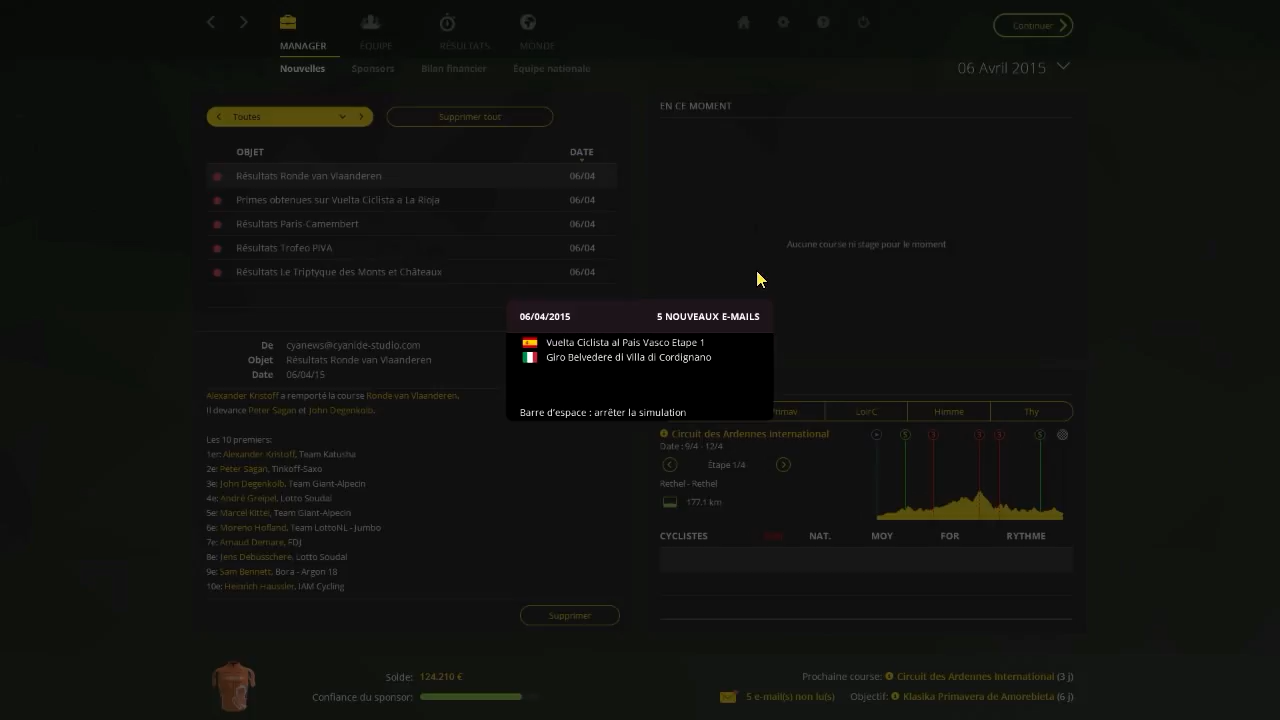 MANAGER
ÉQUIPE
RÉSULTATS
MONDE
Continuer
Nouvelles
Sponsors
Bilan financier
Équipe nationale
06 Avril 2015
Toutes
Supprimer tout
EN CE MOMENT
OBJET
DATE
Résultats Ronde van Vlaanderen
06/04
Primes obtenues sur Vuelta Ciclista a La Rioja
06/04
Résultats Paris-Camembert
06/04
Résultats Trofeo PIVA
06/04
Résultats Le Triptyque des Monts et Châteaux
06/04
Aucune course ni stage pour le moment
06/04/2015
5 NOUVEAUX E-MAILS
Vuelta Ciclista al Pais Vasco Etape 1
Giro Belvedere di Villa di Cordignano
Barre d'espace : arrêter la simulation
De cyanews@cyanide-studio.com
Objet Résultats Ronde van Vlaanderen
Date 06/04/15
Alexander Kristoff a remporté la course Ronde van Vlaanderen.
Il devance Peter Sagan et John Degenkolb.
Les 10 premiers:
1er: Alexander Kristoff, Team Katusha
2e: Peter Sagan, Tinkoff-Saxo
3e: John Degenkolb, Team Giant-Alpecin
4e: André Greipel, Lotto Soudal
5e: Marcel Kittel, Team Giant-Alpecin
6e: Moreno Hofland, Team LottoNL - Jumbo
7e: Arnaud Demare, FDJ
8e: Jens Debusschere, Lotto Soudal
9e: Sam Bennett, Bora - Argon 18
10e: Heinrich Haussler, IAM Cycling
Supprimer
LoirC
Himme
Thy
Circuit des Ardennes International
Date : 9/4 - 12/4
Étape 1/4
Rethel - Rethel
177.1 km
CYCLISTES
NAT.
MOY
FOR
RYTHME
Solde: 124.210 €
Confiance du sponsor:
Prochaine course: Circuit des Ardennes International (3 j)
5 e-mail(s) non lu(s)
Objectif: Klasika Primavera de Amorebieta (6 j)